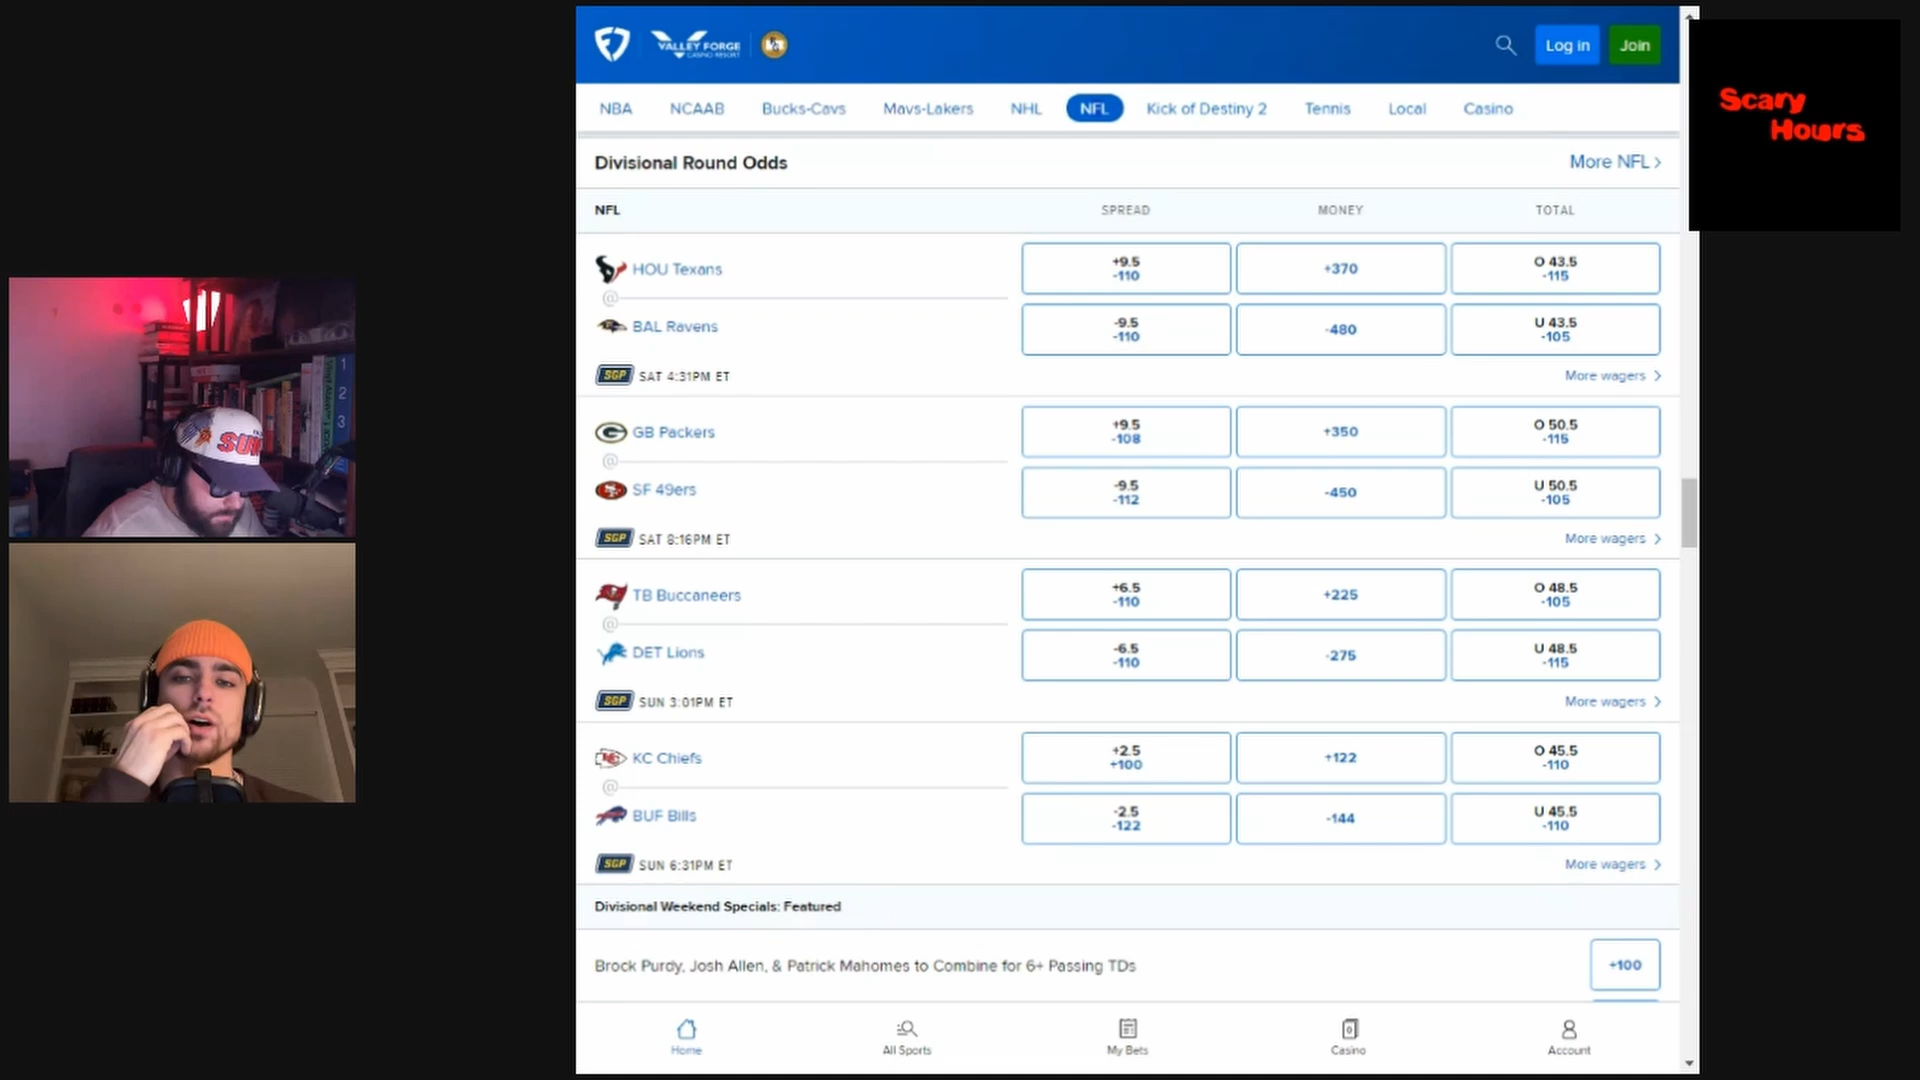 VALLEY FORGE
CASINO RESORT
Log in
Join
NBA
NCAAB
Bucks-Cavs
Mavs-Lakers
NHL
NFL
Kick of Destiny 2
Tennis
Local
Casino
Scary
Hours
Divisional Round Odds
More NFL >
NFL
SPREAD
MONEY
TOTAL
HOU Texans
+9.5
-110
+370
O 43.5
-115
@
BAL Ravens
-9.5
-110
-480
U 43.5
-105
SGP SAT 4:31PM ET
More wagers >
GB Packers
+9.5
-108
+350
O 50.5
-115
@
SF 49ers
-9.5
-112
-450
U 50.5
-105
SGP SAT 8:16PM ET
More wagers >
TB Buccaneers
+6.5
-110
+225
O 48.5
-105
@
DET Lions
-6.5
-110
-275
U 48.5
-115
SGP SUN 3:01PM ET
More wagers >
KC Chiefs
+2.5
+100
+122
O 45.5
-110
@
BUF Bills
-2.5
-122
-144
U 45.5
-110
SGP SUN 6:31PM ET
More wagers >
Divisional Weekend Specials: Featured
Brock Purdy, Josh Allen, & Patrick Mahomes to Combine for 6+ Passing TDs
+100
Home
All Sports
My Bets
Casino
Account
1
2
3